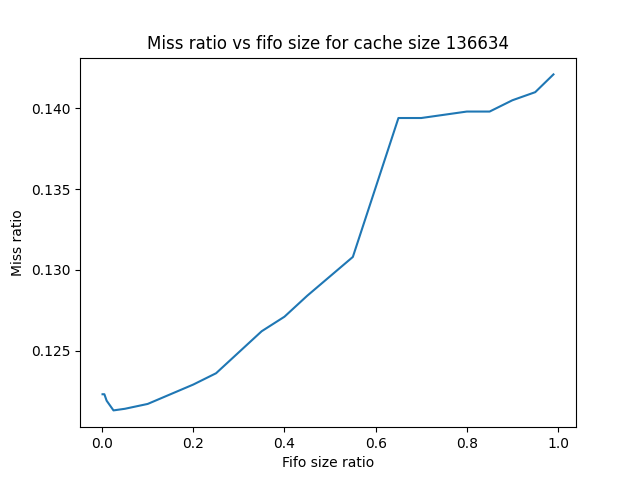 Miss ratio vs fifo size for cache size 136634
0.140
0.135
0.130
0.125
Miss ratio
0.0 0.2 0.4 0.6 0.8 1.0
Fifo size ratio